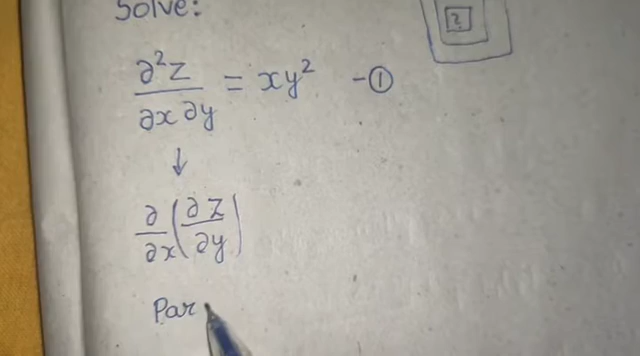 Solve:
?
∂²z/∂x∂y = xy² -①
↓
∂/∂x(∂z/∂y)
Par